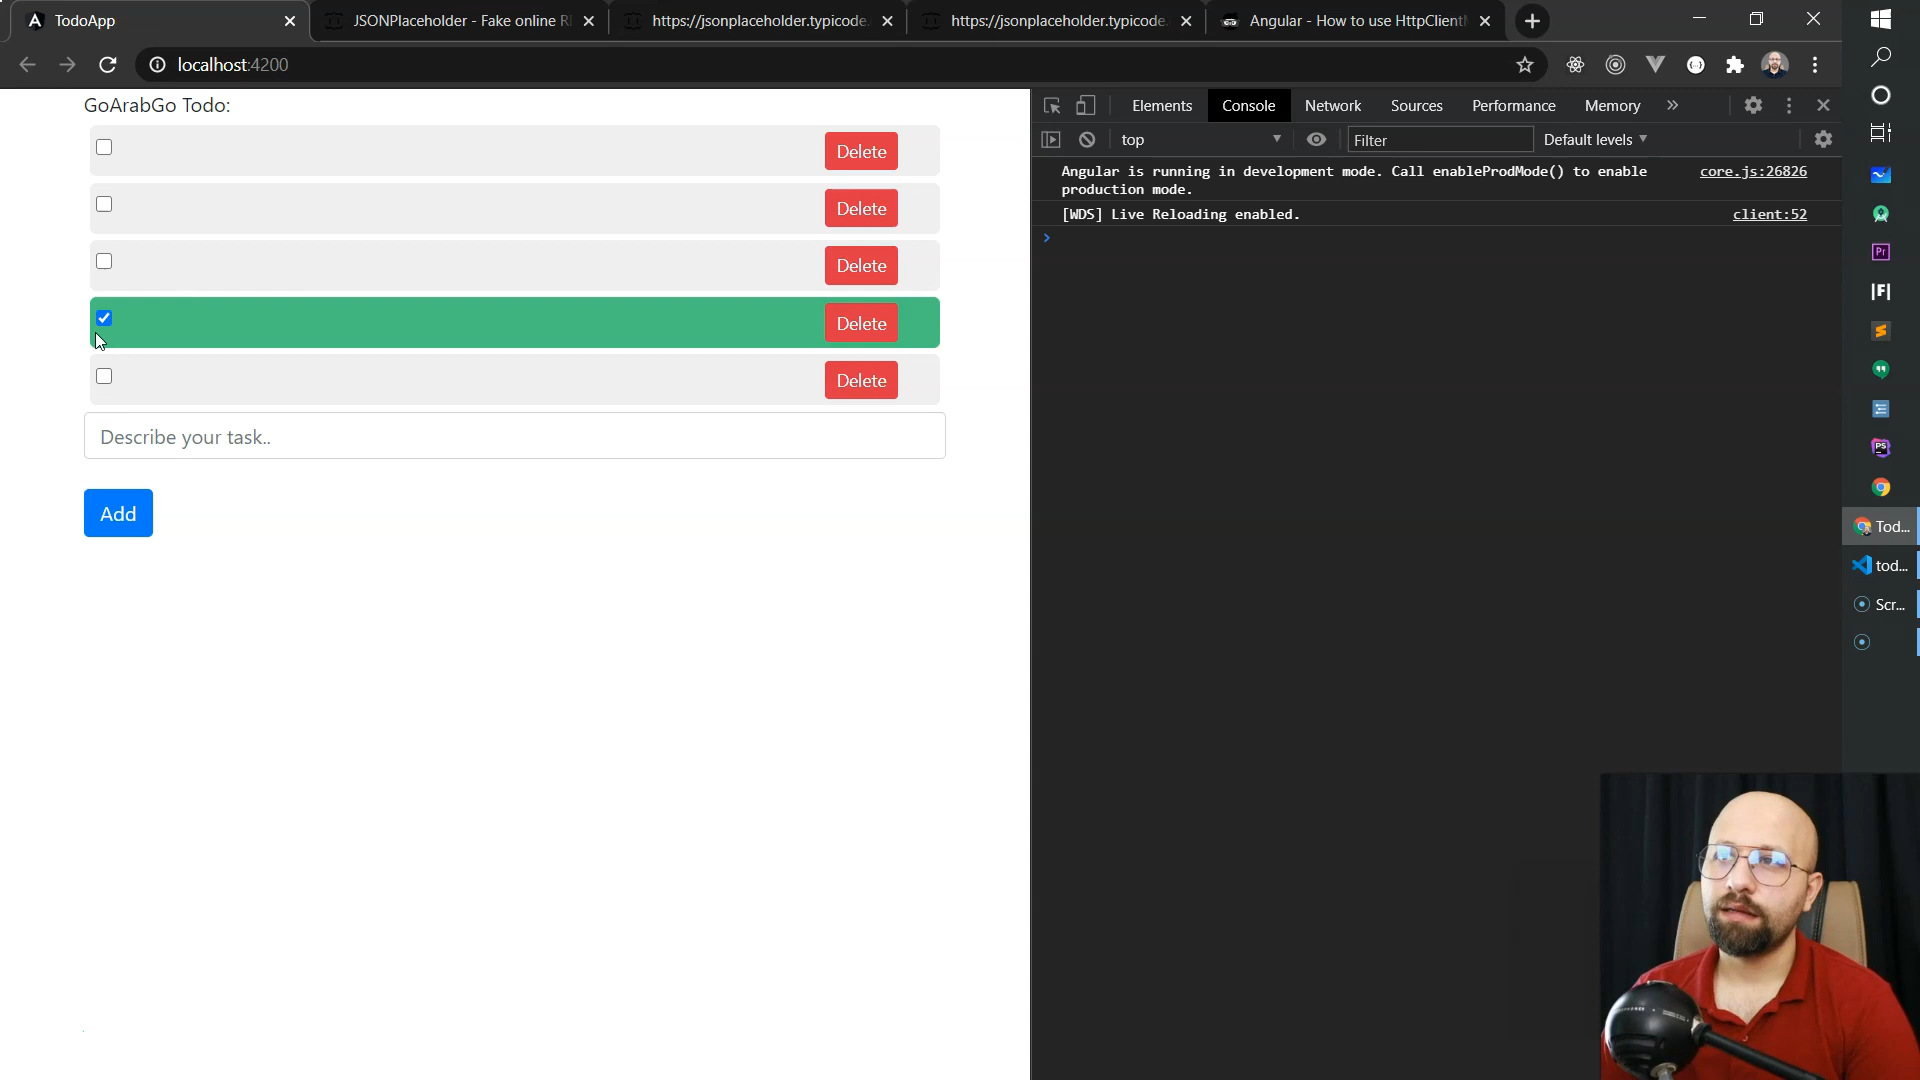 TodoApp
JSONPlaceholder - Fake online R
https://jsonplaceholder.typicode.
https://jsonplaceholder.typicode.
Angular - How to use HttpClient
localhost:4200
GoArabGo Todo:
Delete
Delete
Delete
Delete
Delete
Describe your task..
Add
Elements
Console
Network
Sources
Performance
Memory
top
Filter
Default levels
Angular is running in development mode. Call enableProdMode() to enable
production mode.
core.js:26826
[WDS] Live Reloading enabled.
client:52
Pr
|F|
PS
Tod...
tod...
Scr...